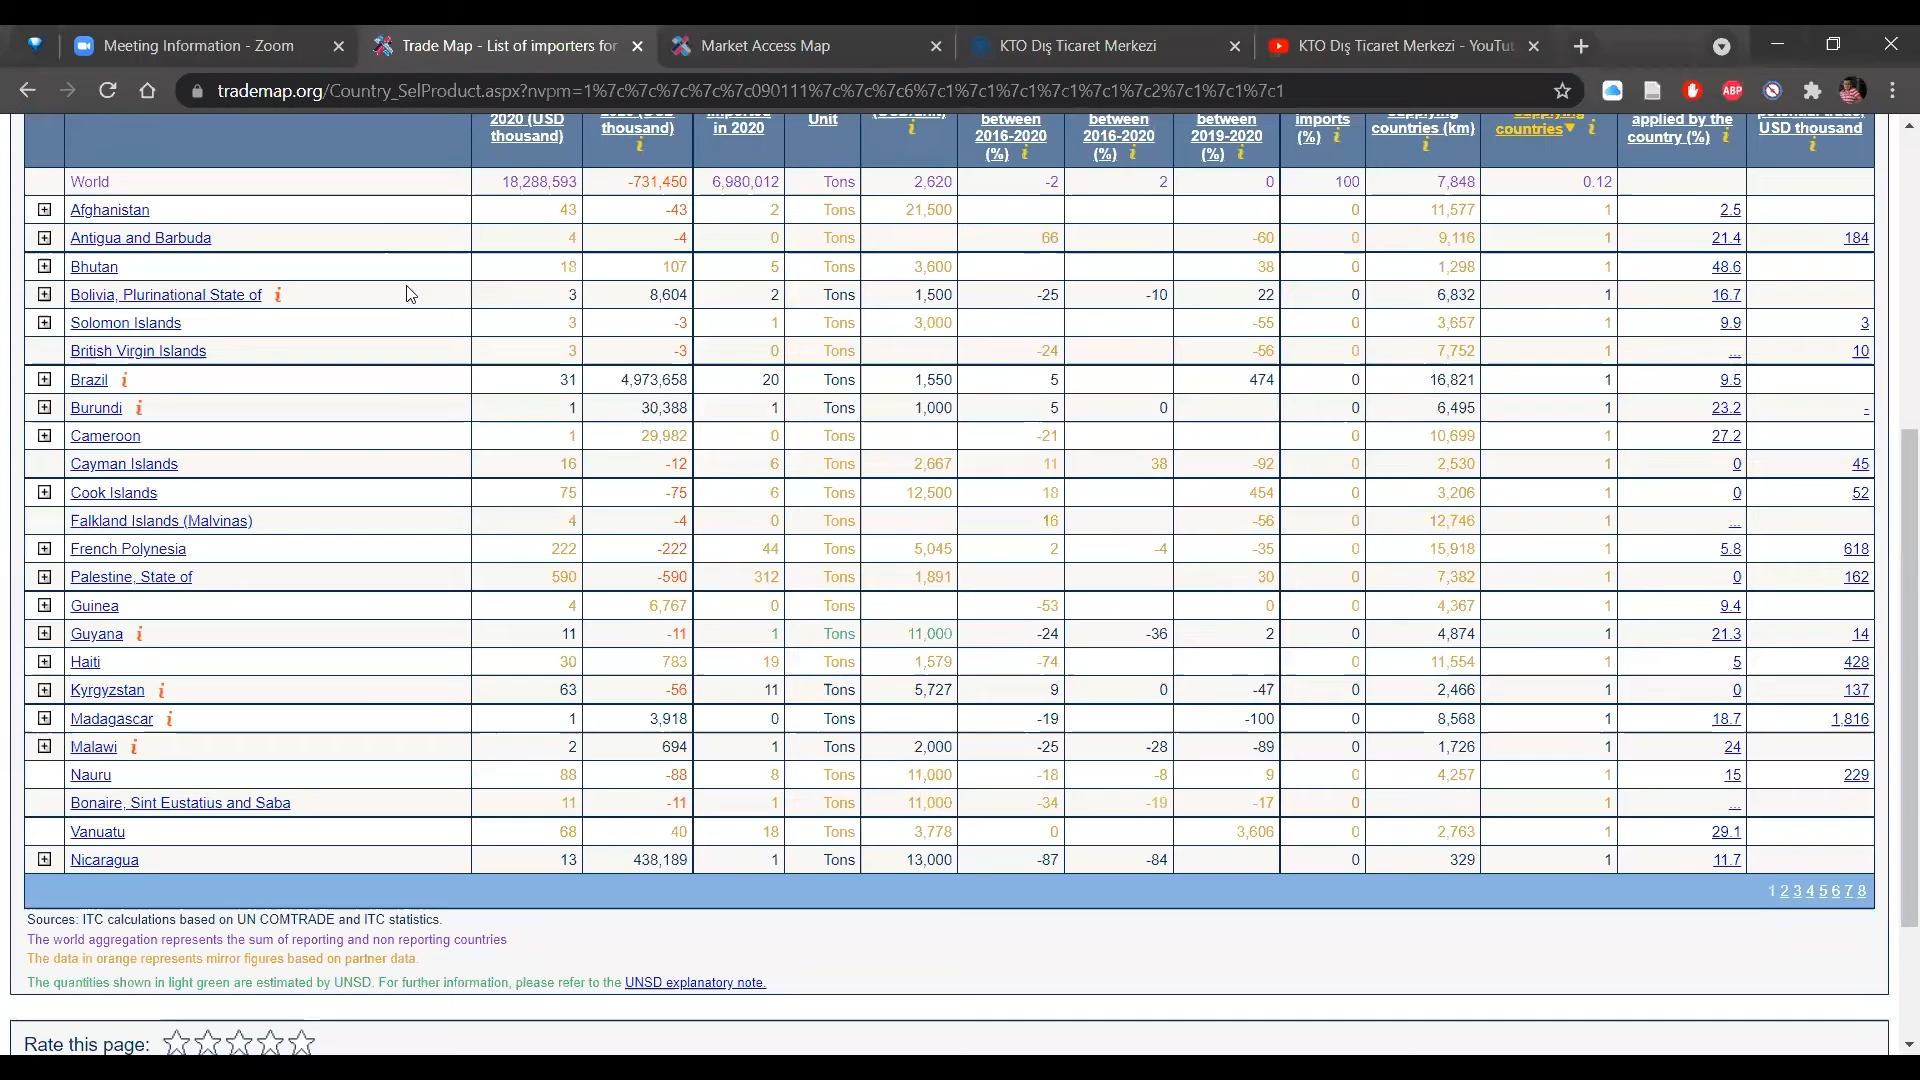 Meeting Information - Zoom
Trade Map - List of importers for
Market Access Map
KTO Dış Ticaret Merkezi
KTO Dış Ticaret Merkezi - YouTu
trademap.org/Country_SelProduct.aspx?nvpm=1%7c%7c%7c%7c%7c090111%7c%7c%7c6%7c1%7c1%7c1%7c1%7c1%7c2%7c1%7c1%7c1
ABP
2020 (USD thousand)
thousand)
in 2020
Unit
between 2016-2020 (%)
between 2016-2020 (%)
between 2019-2020 (%)
imports (%)
countries (km)
countries
applied by the country (%)
USD thousand
World 18,288,593 -731,450 6,980,012 Tons 2,620 -2 2 0 100 7,848 0.12
Afghanistan 43 -43 2 Tons 21,500 0 11,577 1 2.5
Antigua and Barbuda 4 -4 0 Tons 66 -60 0 9,116 1 21.4 184
Bhutan 18 107 5 Tons 3,600 38 0 1,298 1 48.6
Bolivia, Plurinational State of i 3 8,604 2 Tons 1,500 -25 -10 22 0 6,832 1 16.7
Solomon Islands 3 -3 1 Tons 3,000 -55 0 3,657 1 9.9 3
British Virgin Islands 3 -3 0 Tons -24 -56 0 7,752 1 ... 10
Brazil i 31 4,973,658 20 Tons 1,550 5 474 0 16,821 1 9.5
Burundi i 1 30,388 1 Tons 1,000 5 0 0 6,495 1 23.2 -
Cameroon 1 29,982 0 Tons -21 0 10,699 1 27.2
Cayman Islands 16 -12 6 Tons 2,667 11 38 -92 0 2,530 1 0 45
Cook Islands 75 -75 6 Tons 12,500 18 454 0 3,206 1 0 52
Falkland Islands (Malvinas) 4 -4 0 Tons 16 -56 0 12,746 1 ...
French Polynesia 222 -222 44 Tons 5,045 2 -4 -35 0 15,918 1 5.8 618
Palestine, State of 590 -590 312 Tons 1,891 30 0 7,382 1 0 162
Guinea 4 6,767 0 Tons -53 0 0 4,367 1 9.4
Guyana i 11 -11 1 Tons 11,000 -24 -36 2 0 4,874 1 21.3 14
Haiti 30 783 19 Tons 1,579 -74 0 11,554 1 5 428
Kyrgyzstan i 63 -56 11 Tons 5,727 9 0 -47 0 2,466 1 0 137
Madagascar i 1 3,918 0 Tons -19 -100 0 8,568 1 18.7 1,816
Malawi i 2 694 1 Tons 2,000 -25 -28 -89 0 1,726 1 24
Nauru 88 -88 8 Tons 11,000 -18 -8 9 0 4,257 1 15 229
Bonaire, Sint Eustatius and Saba 11 -11 1 Tons 11,000 -34 -19 -17 0 1 ...
Vanuatu 68 40 18 Tons 3,778 0 3,606 0 2,763 1 29.1
Nicaragua 13 438,189 1 Tons 13,000 -87 -84 0 329 1 11.7
1 2 3 4 5 6 7 8
Sources: ITC calculations based on UN COMTRADE and ITC statistics.
The world aggregation represents the sum of reporting and non reporting countries
The data in orange represents mirror figures based on partner data.
The quantities shown in light green are estimated by UNSD. For further information, please refer to the UNSD explanatory note.
Rate this page: